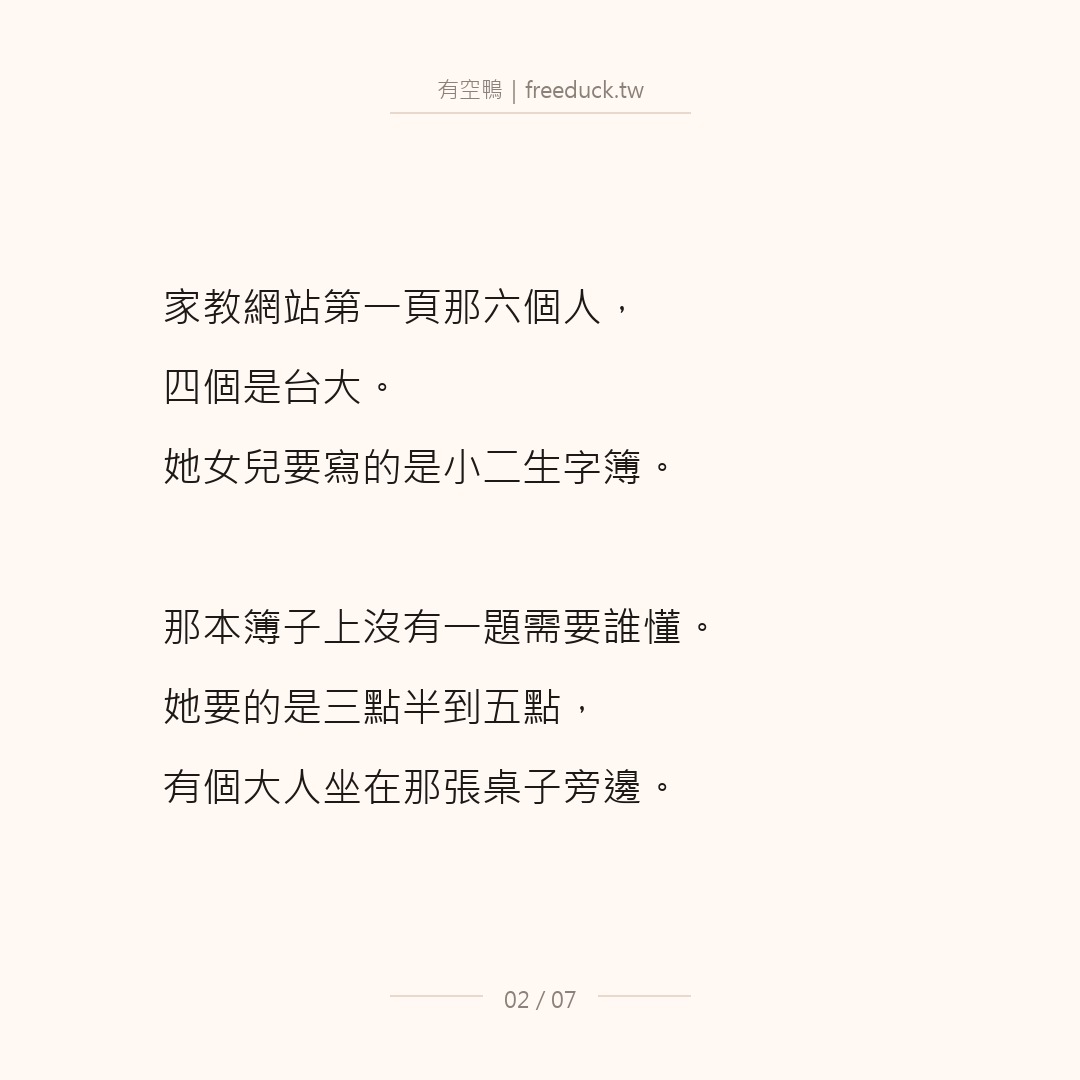 有空鴨｜freeduck.tw
家教網站第一頁那六個人，
四個是台大。
她女兒要寫的是小二生字簿。
那本簿子上沒有一題需要誰懂。
她要的是三點半到五點，
有個大人坐在那張桌子旁邊。
02 / 07